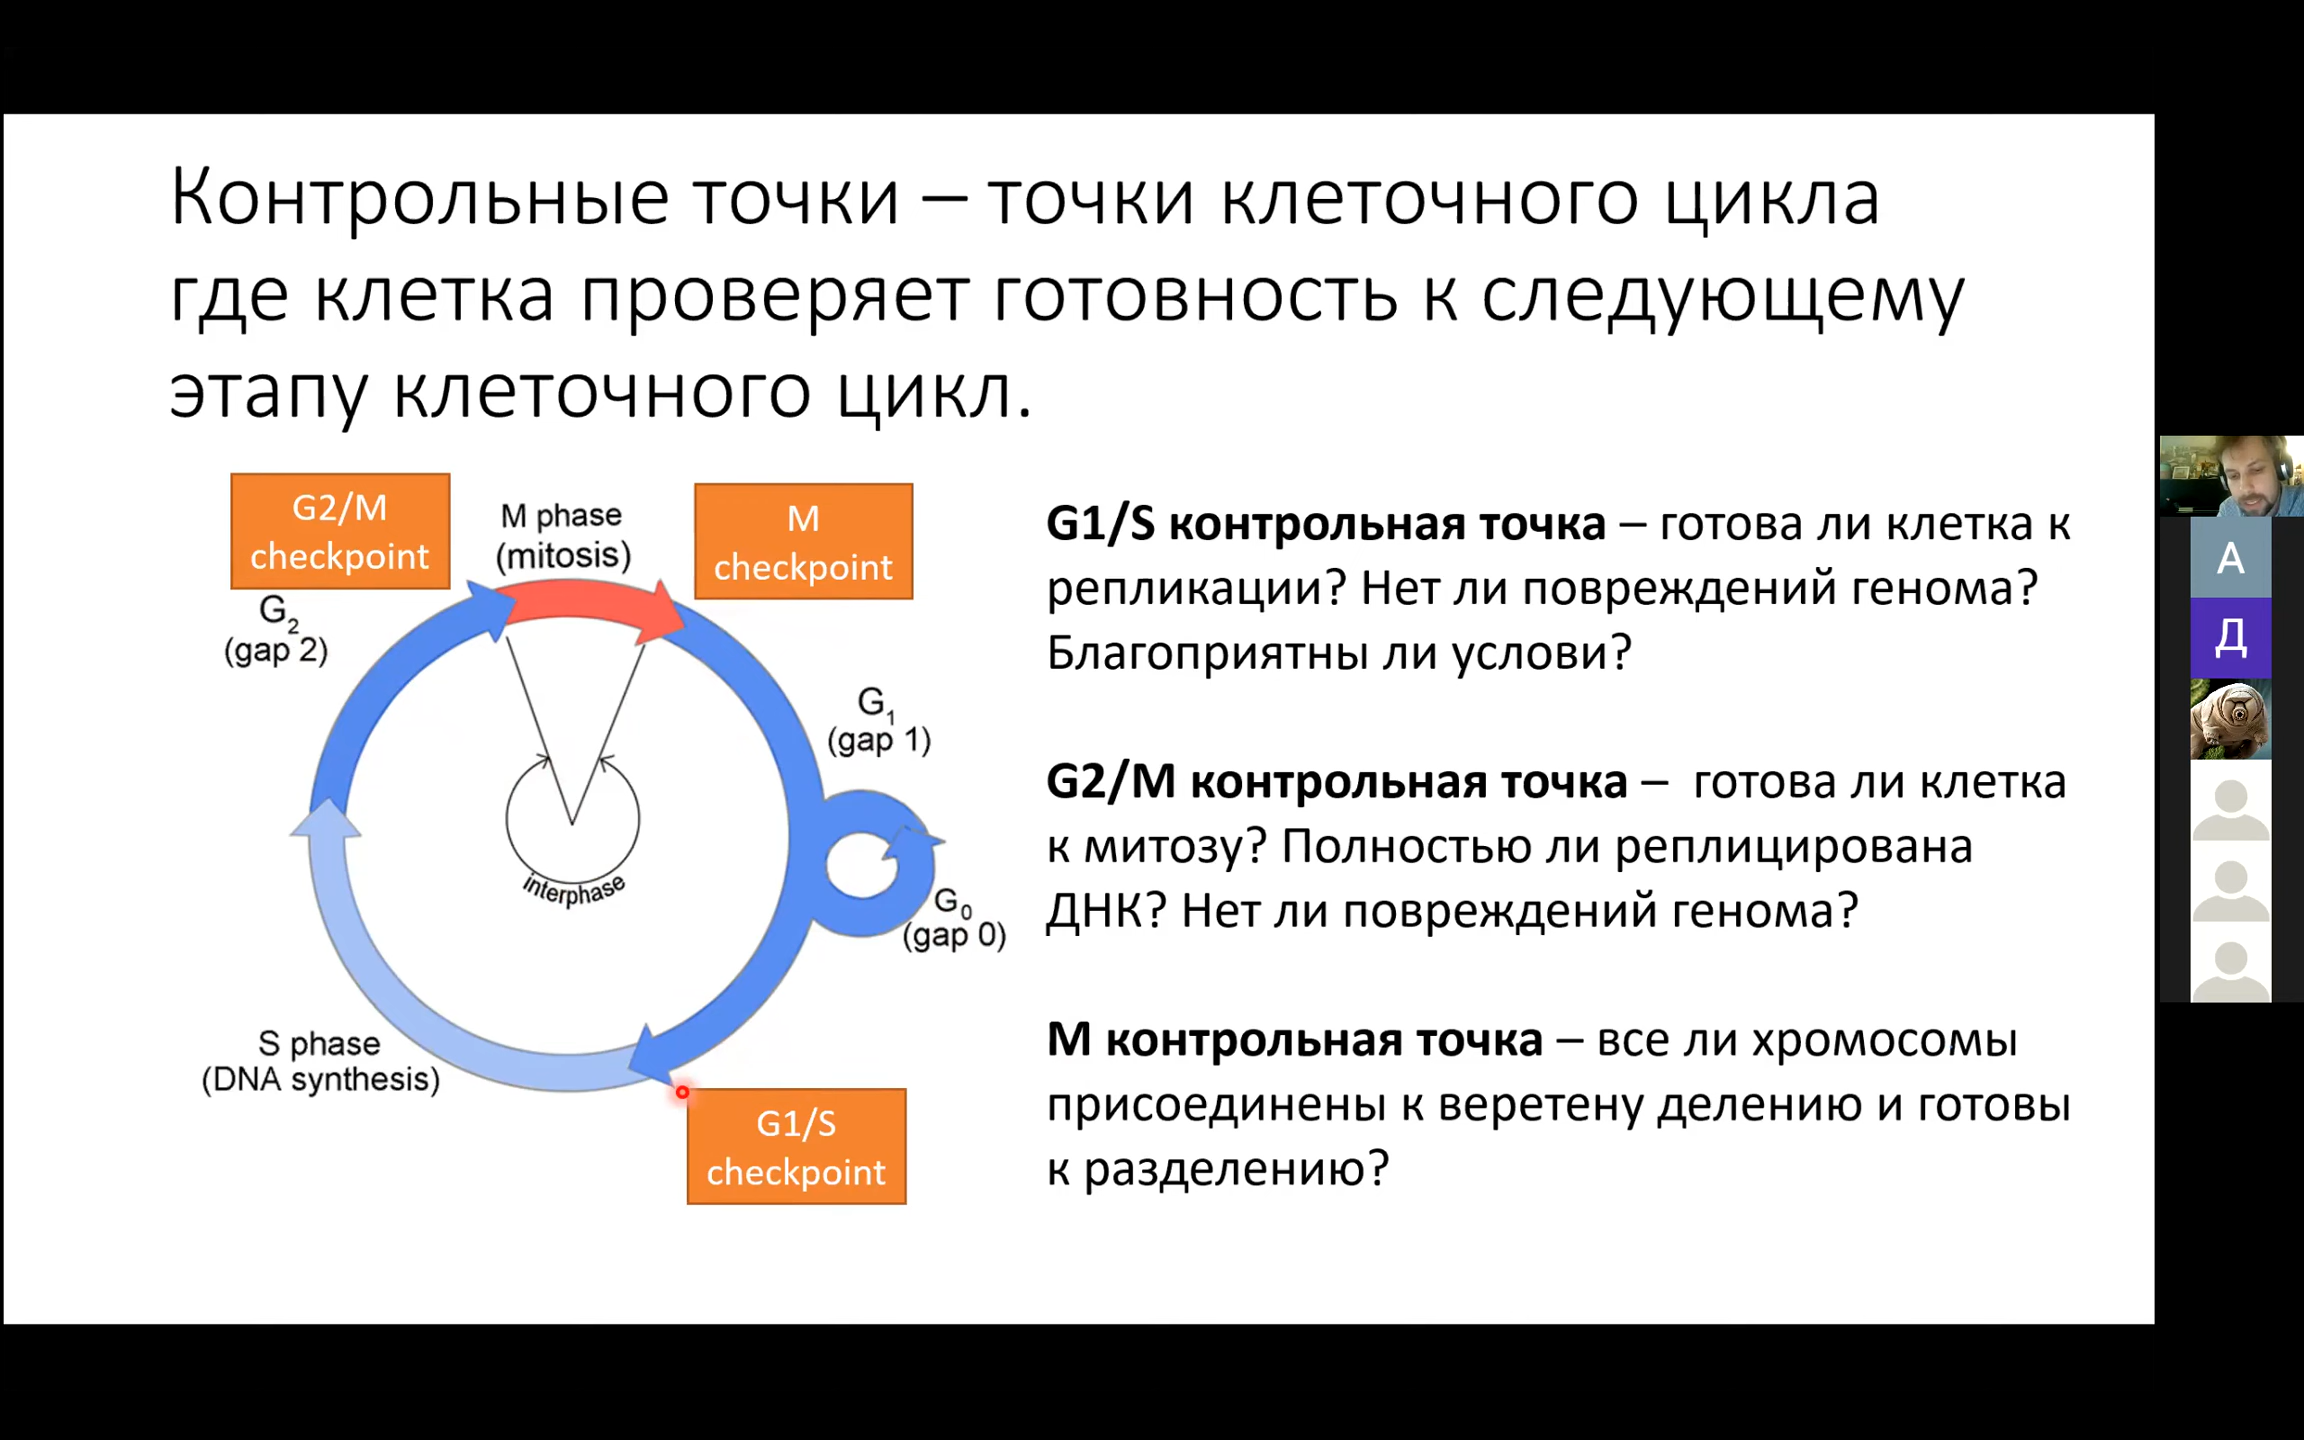 Контрольные точки – точки клеточного цикла
где клетка проверяет готовность к следующему
этапу клеточного цикл.
G2/M
checkpoint
M phase
(mitosis)
M
checkpoint
G2
(gap 2)
G1
(gap 1)
interphase
G0
(gap 0)
S phase
(DNA synthesis)
G1/S
checkpoint
G1/S контрольная точка – готова ли клетка к
репликации? Нет ли повреждений генома?
Благоприятны ли услови?
G2/M контрольная точка – готова ли клетка
к митозу? Полностью ли реплицирована
ДНК? Нет ли повреждений генома?
М контрольная точка – все ли хромосомы
присоединены к веретену делению и готовы
к разделению?
А
Д